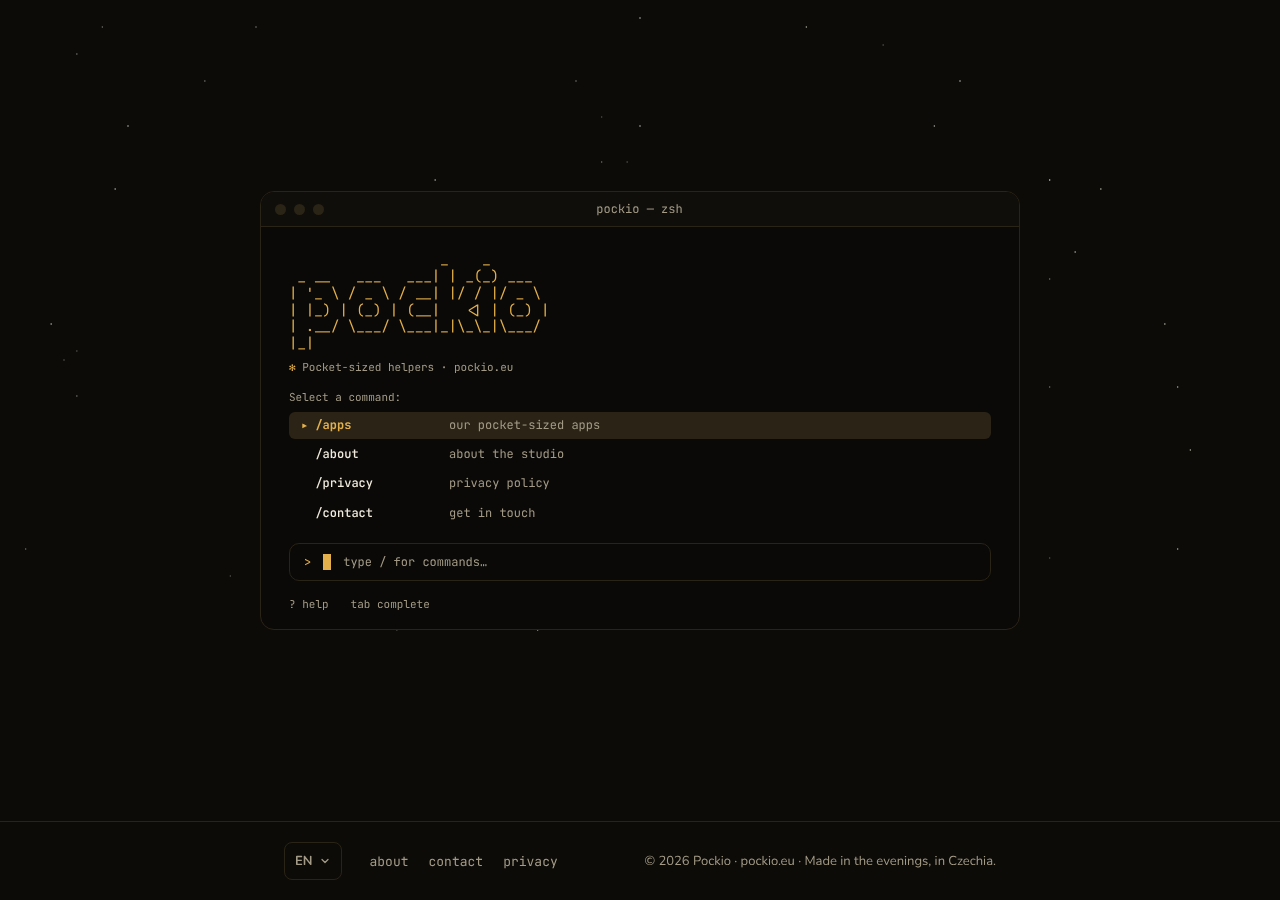 pockio — zsh
pockio
✻ Pocket-sized helpers · pockio.eu
Select a command:
▸ /apps our pocket-sized apps
/about about the studio
/privacy privacy policy
/contact get in touch
> type / for commands…
? help tab complete
EN about contact privacy © 2026 Pockio · pockio.eu · Made in the evenings, in Czechia.